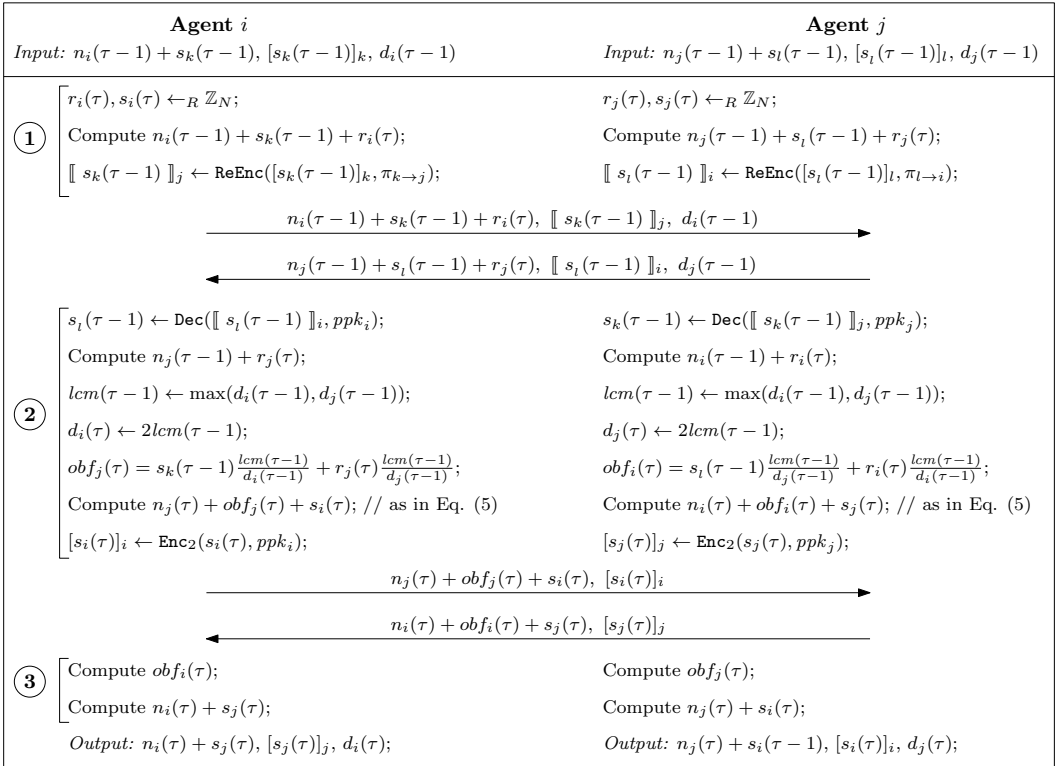 Agent i
Agent j
Input: n_i(τ − 1) + s_k(τ − 1), [s_k(τ − 1)]_k, d_i(τ − 1)
Input: n_j(τ − 1) + s_l(τ − 1), [s_l(τ − 1)]_l, d_j(τ − 1)
1
r_i(τ), s_i(τ) ←_R ℤ_N;
r_j(τ), s_j(τ) ←_R ℤ_N;
Compute n_i(τ − 1) + s_k(τ − 1) + r_i(τ);
Compute n_j(τ − 1) + s_l(τ − 1) + r_j(τ);
⟦ s_k(τ − 1) ⟧_j ← ReEnc([s_k(τ − 1)]_k, π_{k→j});
⟦ s_l(τ − 1) ⟧_i ← ReEnc([s_l(τ − 1)]_l, π_{l→i});
n_i(τ − 1) + s_k(τ − 1) + r_i(τ), ⟦ s_k(τ − 1) ⟧_j, d_i(τ − 1)
n_j(τ − 1) + s_l(τ − 1) + r_j(τ), ⟦ s_l(τ − 1) ⟧_i, d_j(τ − 1)
2
s_l(τ − 1) ← Dec(⟦ s_l(τ − 1) ⟧_i, ppk_i);
s_k(τ − 1) ← Dec(⟦ s_k(τ − 1) ⟧_j, ppk_j);
Compute n_j(τ − 1) + r_j(τ);
Compute n_i(τ − 1) + r_i(τ);
lcm(τ − 1) ← max(d_i(τ − 1), d_j(τ − 1));
lcm(τ − 1) ← max(d_i(τ − 1), d_j(τ − 1));
d_i(τ) ← 2lcm(τ − 1);
d_j(τ) ← 2lcm(τ − 1);
obf_j(τ) = s_k(τ − 1) lcm(τ−1)/d_i(τ−1) + r_j(τ) lcm(τ−1)/d_j(τ−1);
obf_i(τ) = s_l(τ − 1) lcm(τ−1)/d_j(τ−1) + r_i(τ) lcm(τ−1)/d_i(τ−1);
Compute n_j(τ) + obf_j(τ) + s_i(τ); // as in Eq. (5)
Compute n_i(τ) + obf_i(τ) + s_j(τ); // as in Eq. (5)
[s_i(τ)]_i ← Enc_2(s_i(τ), ppk_i);
[s_j(τ)]_j ← Enc_2(s_j(τ), ppk_j);
n_j(τ) + obf_j(τ) + s_i(τ), [s_i(τ)]_i
n_i(τ) + obf_i(τ) + s_j(τ), [s_j(τ)]_j
3
Compute obf_i(τ);
Compute obf_j(τ);
Compute n_i(τ) + s_j(τ);
Compute n_j(τ) + s_i(τ);
Output: n_i(τ) + s_j(τ), [s_j(τ)]_j, d_i(τ);
Output: n_j(τ) + s_i(τ − 1), [s_i(τ)]_i, d_j(τ);